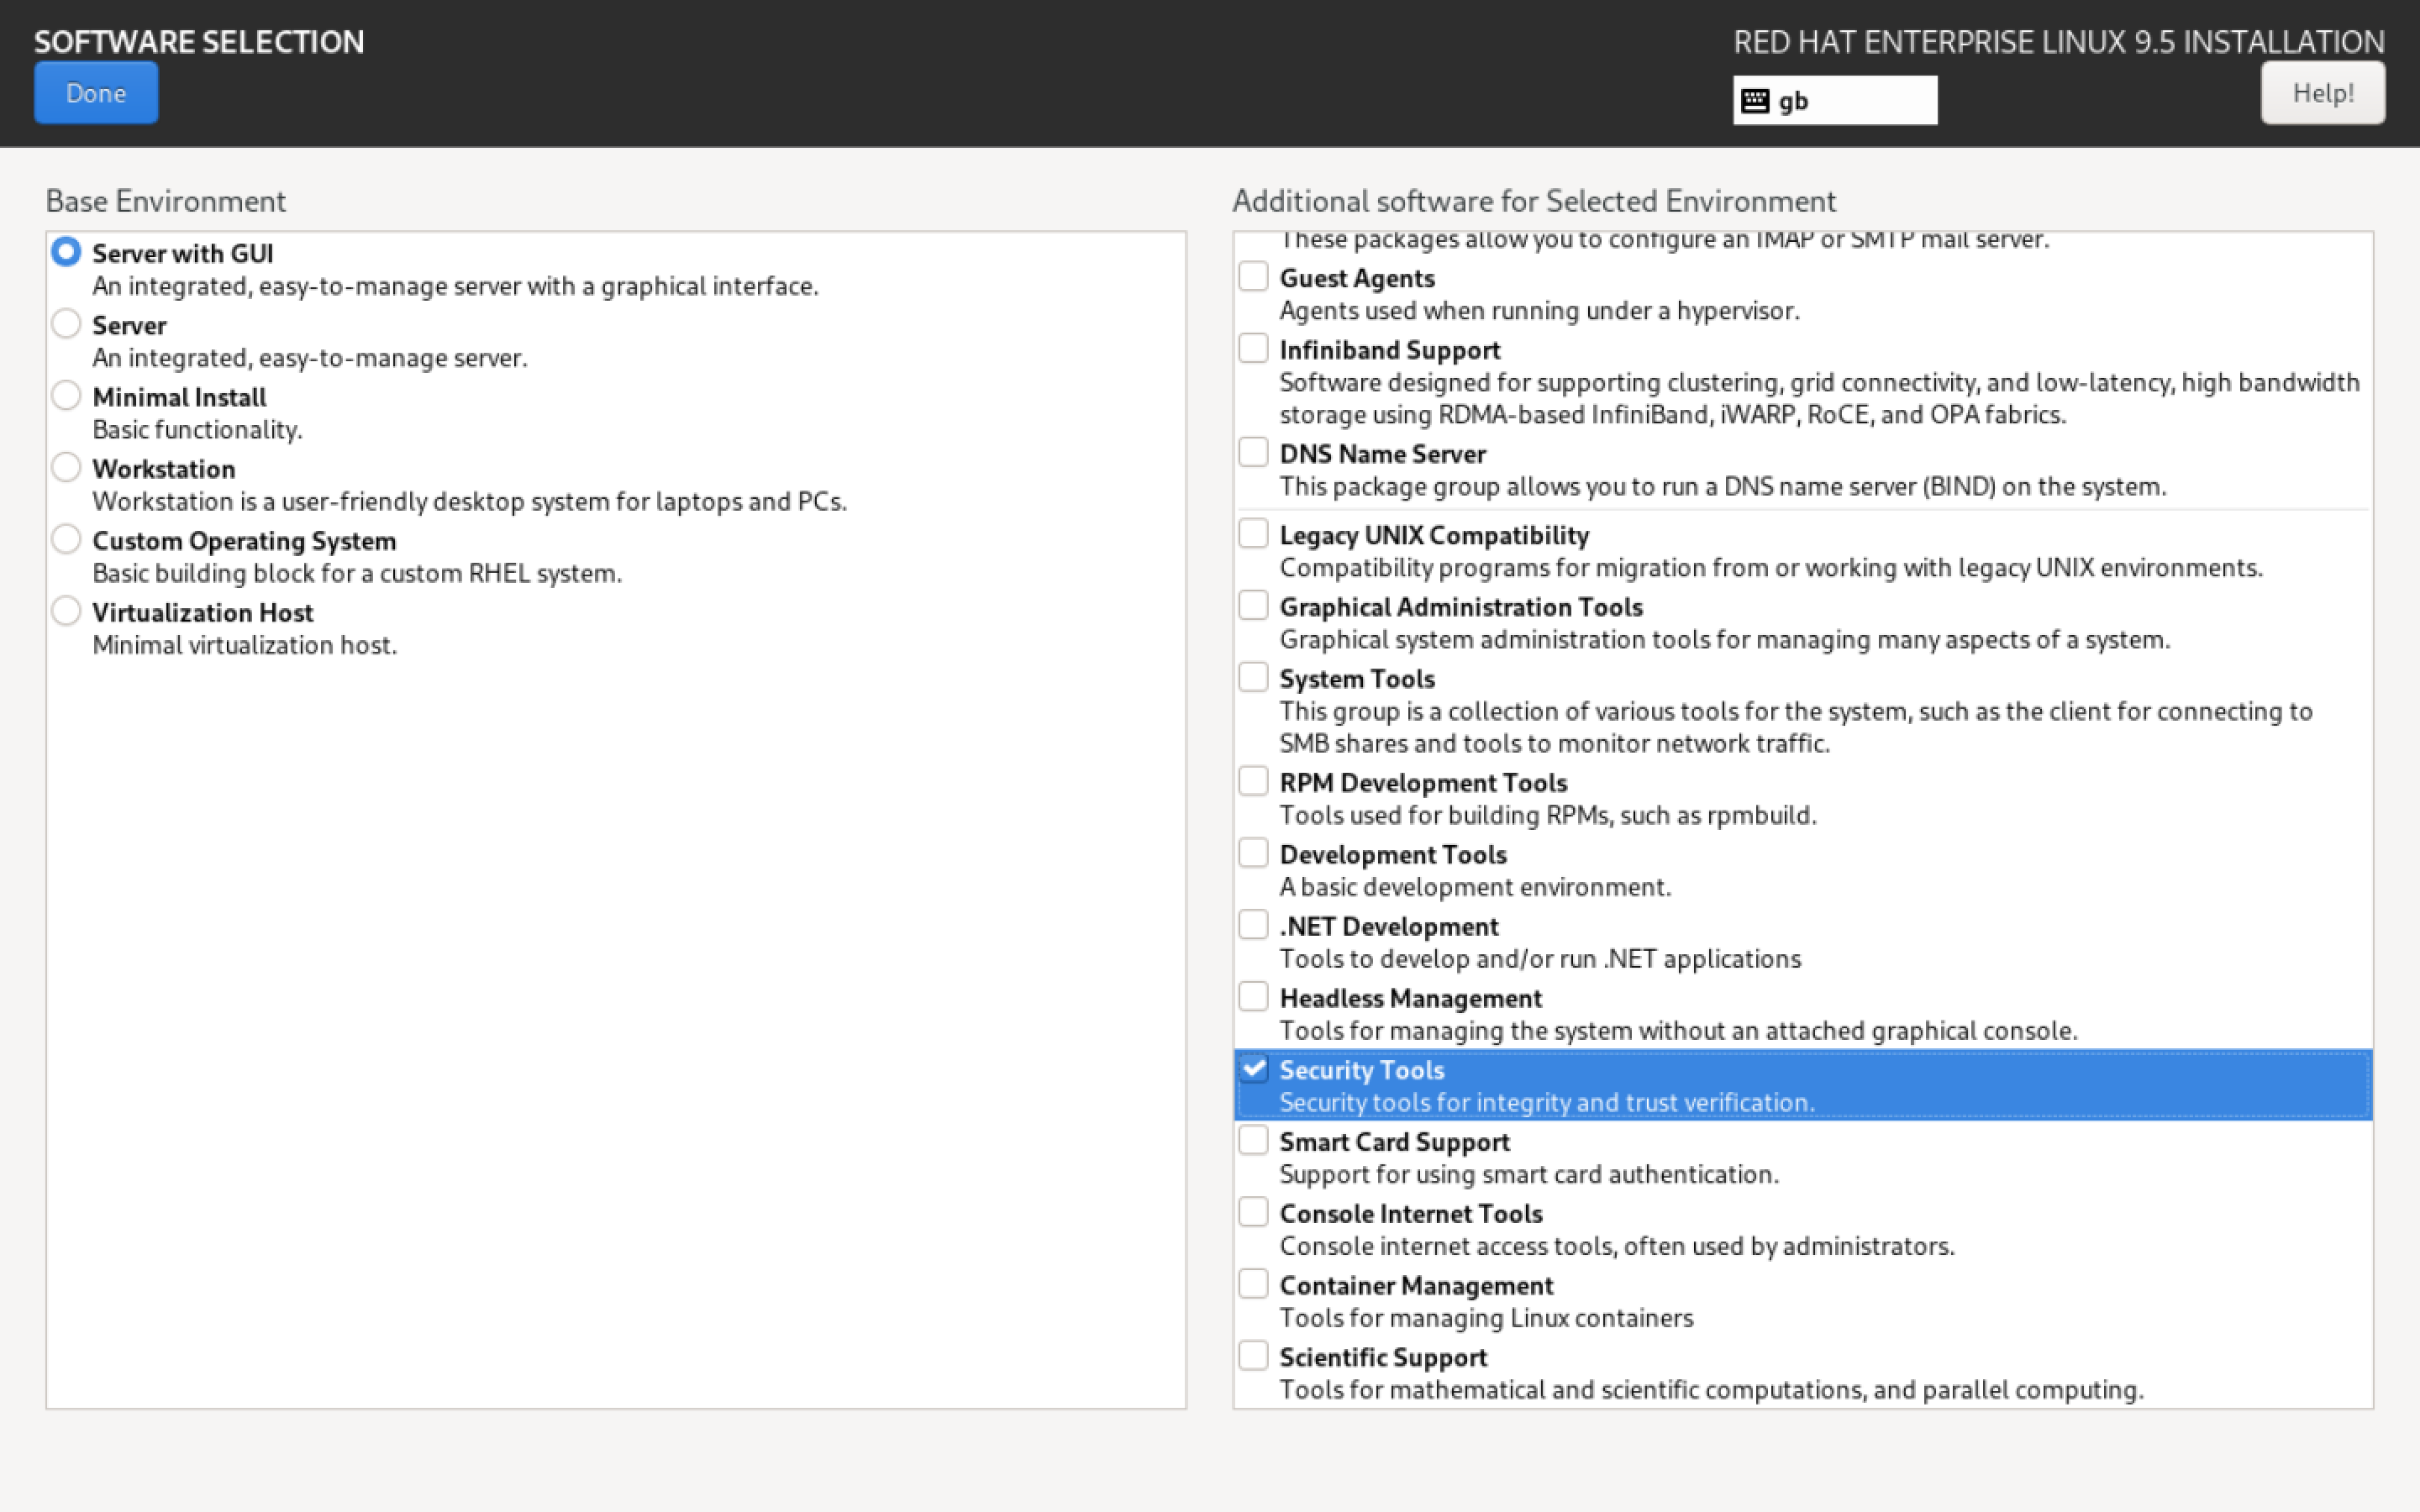 SOFTWARE SELECTION
Done
RED HAT ENTERPRISE LINUX 9.5 INSTALLATION
gb
Help!
Base Environment
Server with GUI
An integrated, easy-to-manage server with a graphical interface.
Server
An integrated, easy-to-manage server.
Minimal Install
Basic functionality.
Workstation
Workstation is a user-friendly desktop system for laptops and PCs.
Custom Operating System
Basic building block for a custom RHEL system.
Virtualization Host
Minimal virtualization host.
Additional software for Selected Environment
These packages allow you to configure an IMAP or SMTP mail server.
Guest Agents
Agents used when running under a hypervisor.
Infiniband Support
Software designed for supporting clustering, grid connectivity, and low-latency, high bandwidth
storage using RDMA-based InfiniBand, iWARP, RoCE, and OPA fabrics.
DNS Name Server
This package group allows you to run a DNS name server (BIND) on the system.
Legacy UNIX Compatibility
Compatibility programs for migration from or working with legacy UNIX environments.
Graphical Administration Tools
Graphical system administration tools for managing many aspects of a system.
System Tools
This group is a collection of various tools for the system, such as the client for connecting to
SMB shares and tools to monitor network traffic.
RPM Development Tools
Tools used for building RPMs, such as rpmbuild.
Development Tools
A basic development environment.
.NET Development
Tools to develop and/or run .NET applications
Headless Management
Tools for managing the system without an attached graphical console.
Security Tools
Security tools for integrity and trust verification.
Smart Card Support
Support for using smart card authentication.
Console Internet Tools
Console internet access tools, often used by administrators.
Container Management
Tools for managing Linux containers
Scientific Support
Tools for mathematical and scientific computations, and parallel computing.